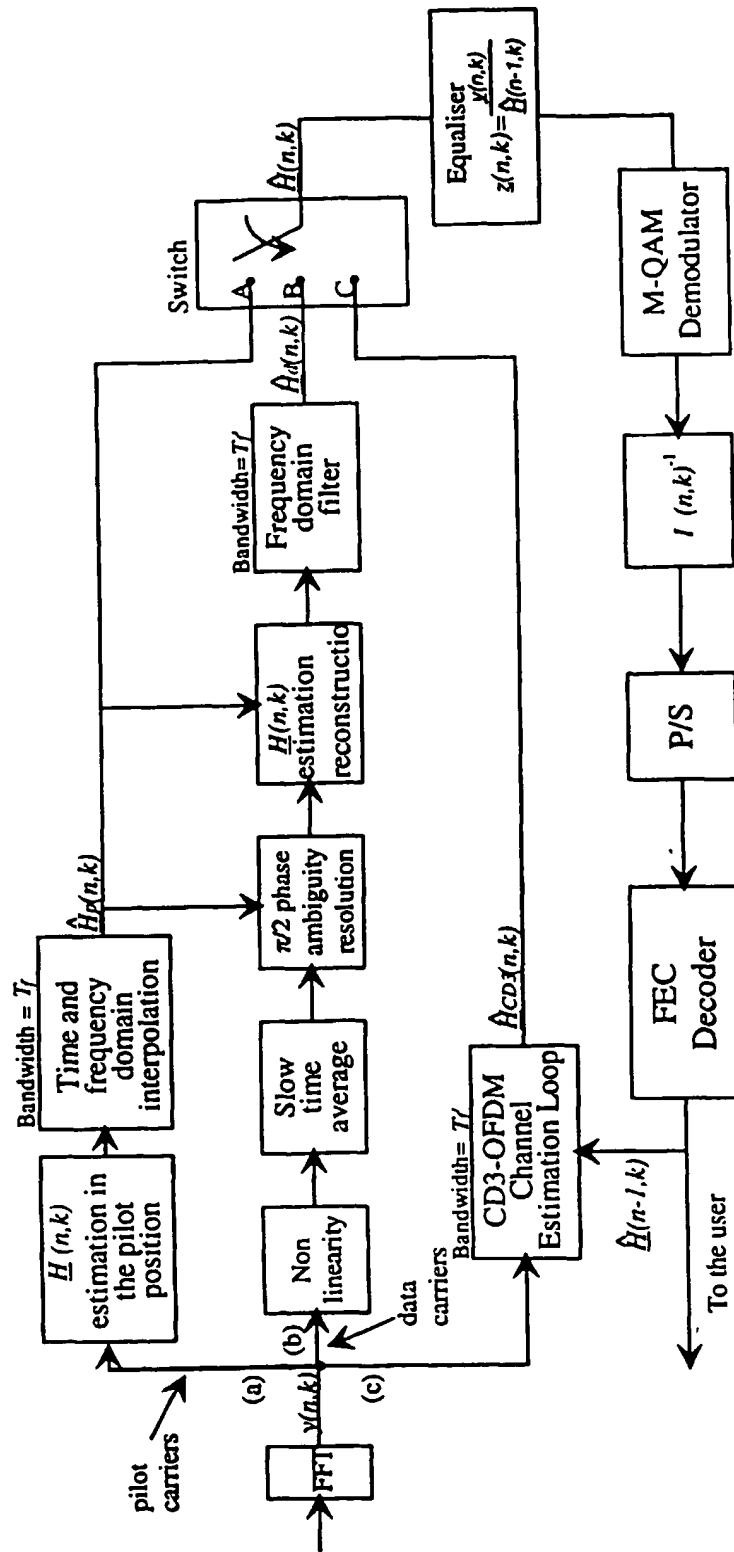 FFT
y(n,k)
pilot
carriers
(a)
(b)
(c)
data
carriers
H (n,k)
estimation in
the pilot
position
Bandwidth = Tf
Time and
frequency
domain
interpolation
Ĥp(n,k)
Non
linearity
Slow
time
average
π/2 phase
ambiguity
resolution
H(n,k)
estimation
reconstructio
Bandwidth= Tf
Frequency
domain
filter
Ĥd(n,k)
Bandwidth= Tf
CD3-OFDM
Channel
Estimation Loop
ĤCD3(n,k)
Ĥ(n-1,k)
Switch
A
B
C
Ĥ(n,k)
Equaliser
z(n,k)= y(n,k)
Ĥ(n-1,k)
M-QAM
Demodulator
I (n,k)-1
P/S
FEC
Decoder
To the user